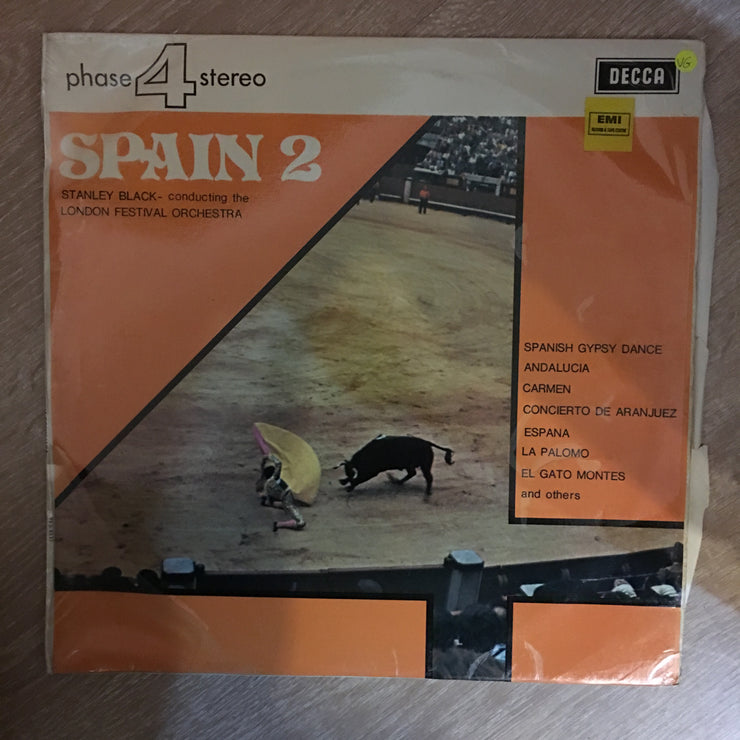 phase 4 stereo
DECCA
VG
EMI
SPAIN 2
STANLEY BLACK - conducting the
LONDON FESTIVAL ORCHESTRA
SPANISH GYPSY DANCE
ANDALUCIA
CARMEN
CONCIERTO DE ARANJUEZ
ESPANA
LA PALOMO
EL GATO MONTES
and others